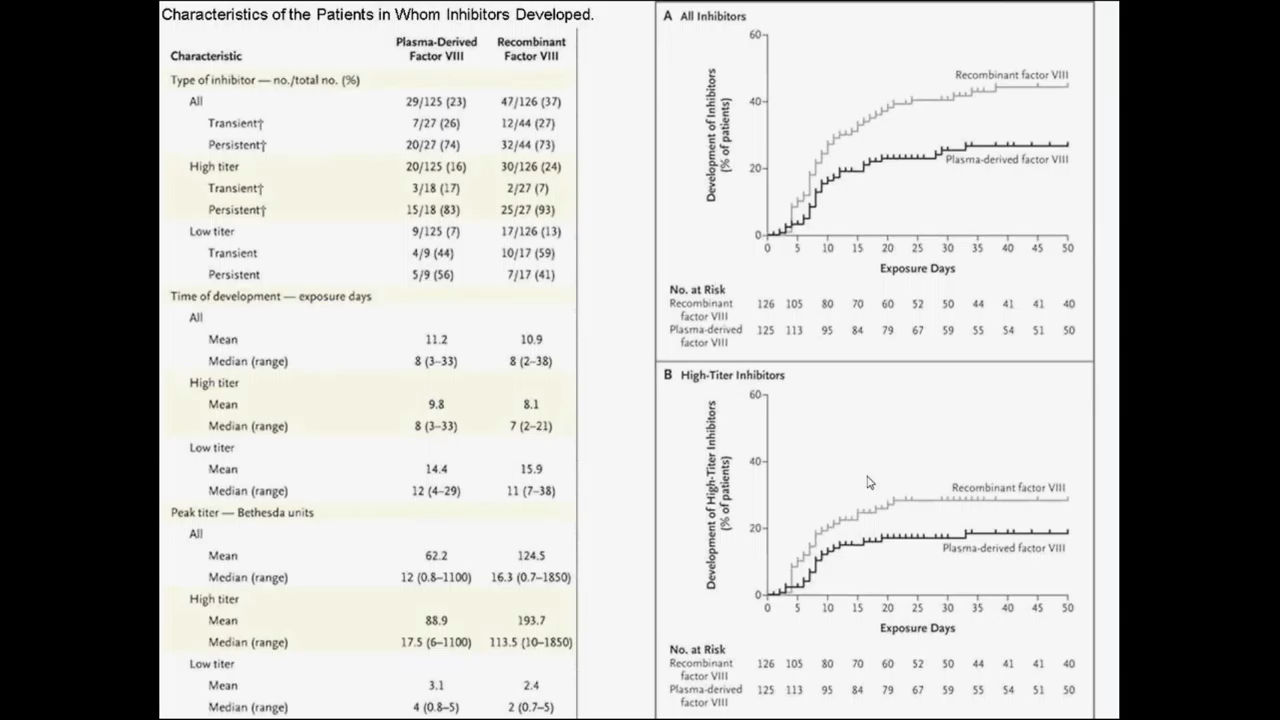 Characteristics of the Patients in Whom Inhibitors Developed.
Characteristic Plasma-Derived Factor VIII Recombinant Factor VIII
Type of inhibitor — no./total no. (%)
All 29/125 (23) 47/126 (37)
Transient† 7/27 (26) 12/44 (27)
Persistent† 20/27 (74) 32/44 (73)
High titer 20/125 (16) 30/126 (24)
Transient† 3/18 (17) 2/27 (7)
Persistent† 15/18 (83) 25/27 (93)
Low titer 9/125 (7) 17/126 (13)
Transient 4/9 (44) 10/17 (59)
Persistent 5/9 (56) 7/17 (41)
Time of development — exposure days
All
Mean 11.2 10.9
Median (range) 8 (3–33) 8 (2–38)
High titer
Mean 9.8 8.1
Median (range) 8 (3–33) 7 (2–21)
Low titer
Mean 14.4 15.9
Median (range) 12 (4–29) 11 (7–38)
Peak titer — Bethesda units
All
Mean 62.2 124.5
Median (range) 12 (0.8–1100) 16.3 (0.7–1850)
High titer
Mean 88.9 193.7
Median (range) 17.5 (6–1100) 113.5 (10–1850)
Low titer
Mean 3.1 2.4
Median (range) 4 (0.8–5) 2 (0.7–5)
A All Inhibitors
Development of Inhibitors
(% of patients)
60
40
20
0
Recombinant factor VIII
Plasma-derived factor VIII
0 5 10 15 20 25 30 35 40 45 50
Exposure Days
No. at Risk
Recombinant 126 105 80 70 60 52 50 44 41 41 40
factor VIII
Plasma-derived 125 113 95 84 79 67 59 55 54 51 50
factor VIII
B High-Titer Inhibitors
Development of High-Titer Inhibitors
(% of patients)
60
40
20
0
Recombinant factor VIII
Plasma-derived factor VIII
0 5 10 15 20 25 30 35 40 45 50
Exposure Days
No. at Risk
Recombinant 126 105 80 70 60 52 50 44 41 41 40
factor VIII
Plasma-derived 125 113 95 84 79 67 59 55 54 51 50
factor VIII